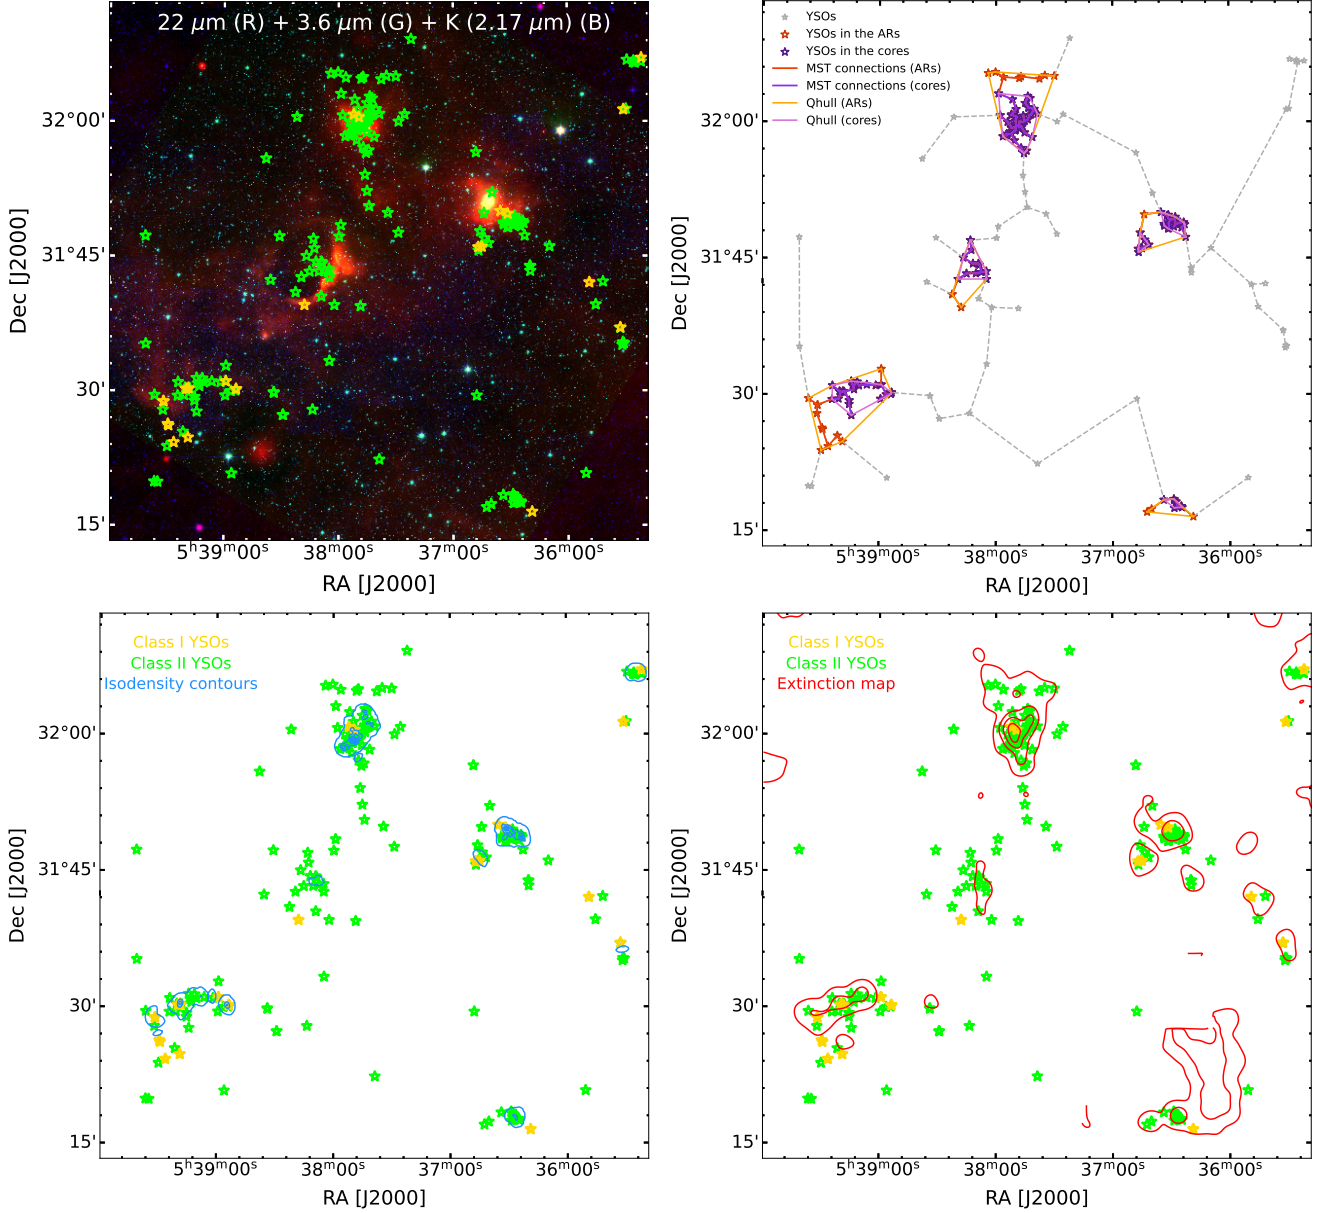 22 μm (R) + 3.6 μm (G) + K (2.17 μm) (B)
32°00'
31°45'
30'
15'
Dec [J2000]
5ʰ39ᵐ00ˢ 38ᵐ00ˢ 37ᵐ00ˢ 36ᵐ00ˢ
RA [J2000]
YSOs
YSOs in the ARs
YSOs in the cores
MST connections (ARs)
MST connections (cores)
Qhull (ARs)
Qhull (cores)
32°00'
31°45'
30'
15'
Dec [J2000]
5ʰ39ᵐ00ˢ 38ᵐ00ˢ 37ᵐ00ˢ 36ᵐ00ˢ
RA [J2000]
Class I YSOs
Class II YSOs
Isodensity contours
32°00'
31°45'
30'
15'
Dec [J2000]
5ʰ39ᵐ00ˢ 38ᵐ00ˢ 37ᵐ00ˢ 36ᵐ00ˢ
RA [J2000]
Class I YSOs
Class II YSOs
Extinction map
32°00'
31°45'
30'
15'
Dec [J2000]
5ʰ39ᵐ00ˢ 38ᵐ00ˢ 37ᵐ00ˢ 36ᵐ00ˢ
RA [J2000]